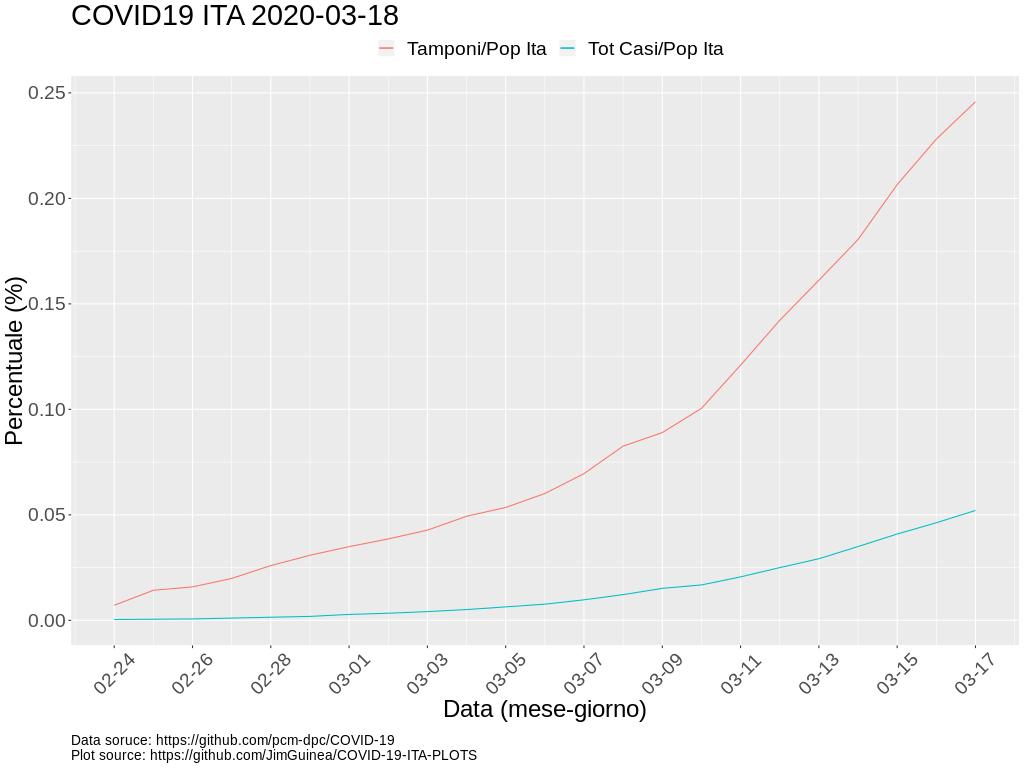 COVID19 ITA 2020-03-18
Tamponi/Pop Ita Tot Casi/Pop Ita
Percentuale (%)
0.25
0.20
0.15
0.10
0.05
0.00
02-24 02-26 02-28 03-01 03-03 03-05 03-07 03-09 03-11 03-13 03-15 03-17
Data (mese-giorno)
Data soruce: https://github.com/pcm-dpc/COVID-19
Plot source: https://github.com/JimGuinea/COVID-19-ITA-PLOTS